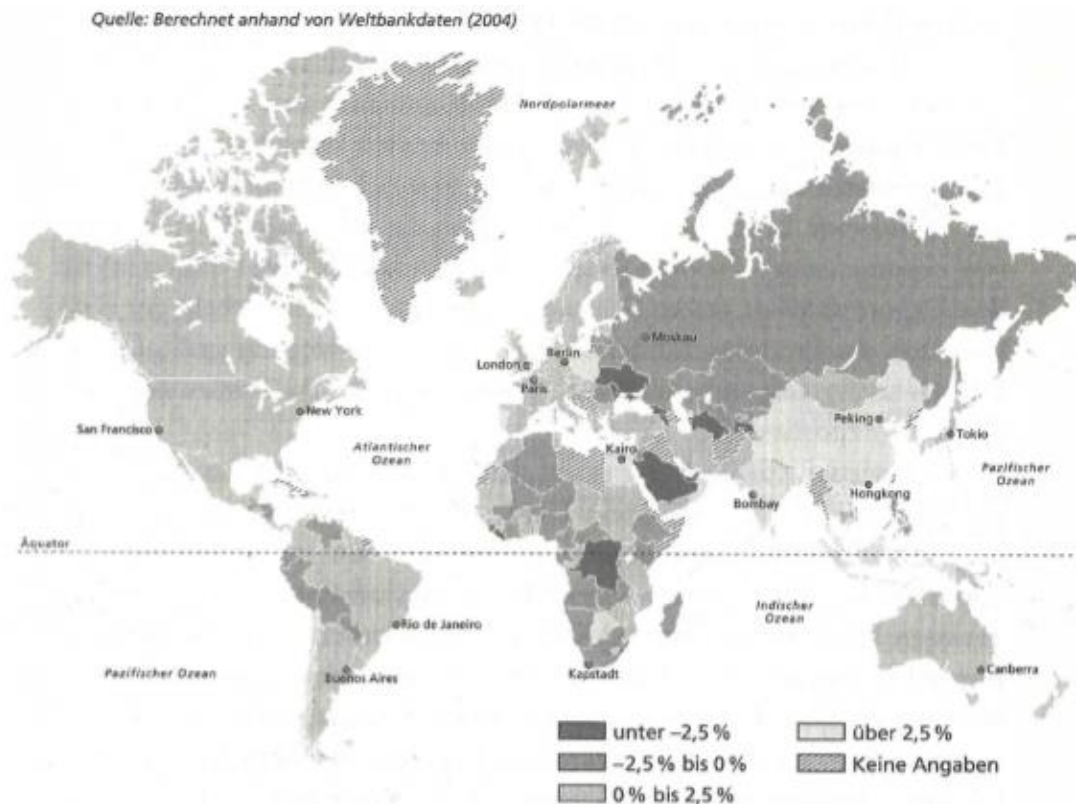 Quelle: Berechnet anhand von Weltbankdaten (2004)
Nordpolarmeer
Moskau
Berlin
London
Paris
New York
San Francisco
Peking
Tokio
Atlantischer
Ozean
Kairo
Pazifischer
Ozean
Hongkong
Bombay
Äquator
Indischer
Ozean
Rio de Janeiro
Pazifischer Ozean
Buenos Aires
Kapstadt
Canberra
unter –2,5 %
über 2,5 %
–2,5 % bis 0 %
Keine Angaben
0 % bis 2,5 %